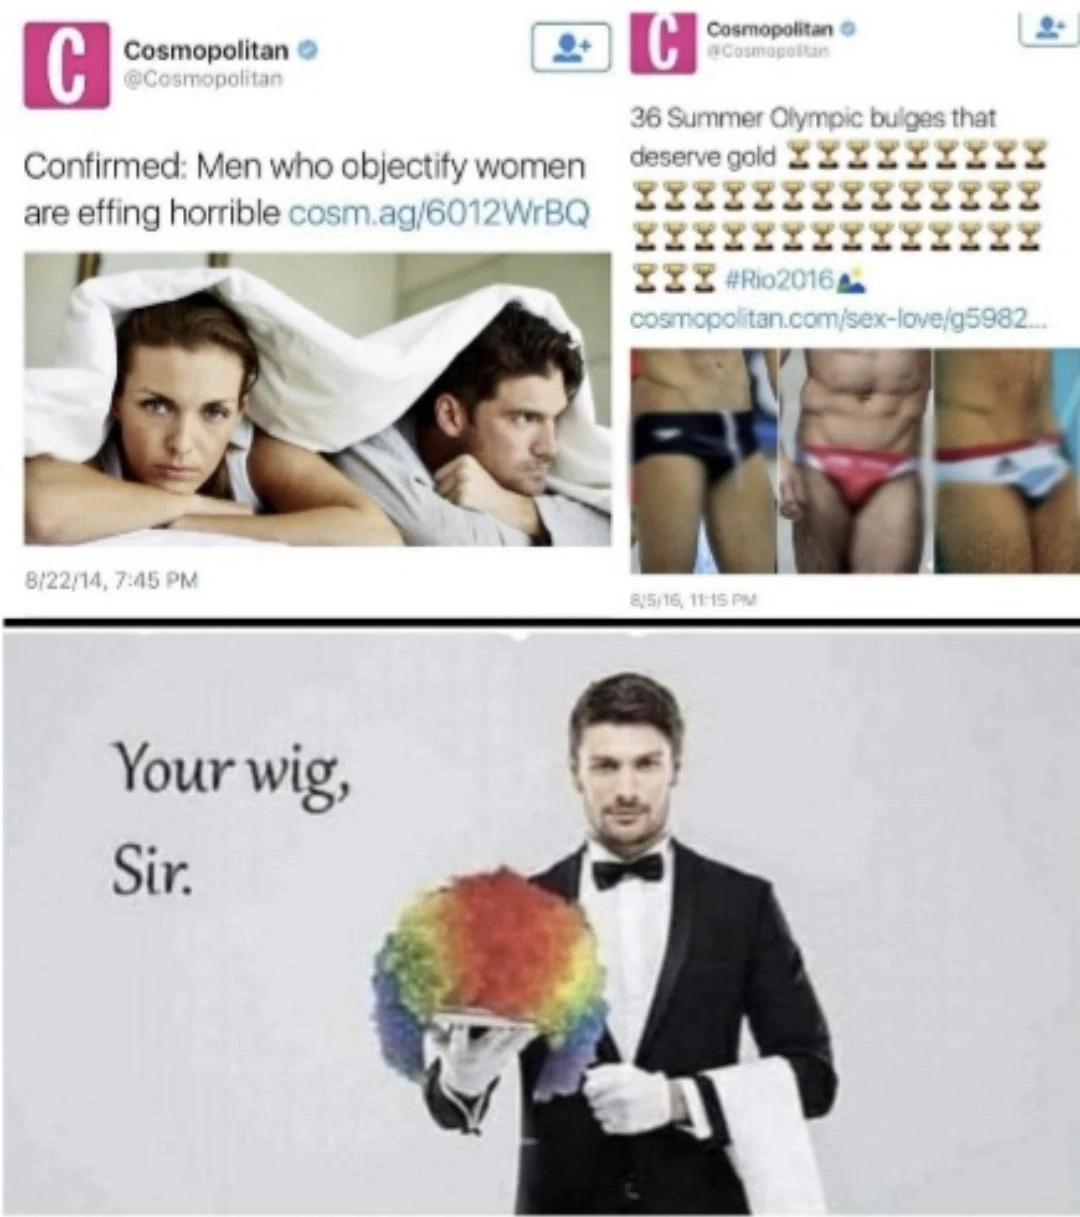 Cosmopolitan
@Cosmopolitan
Confirmed: Men who objectify women
are effing horrible cosm.ag/6012WrBQ
8/22/14, 7:45 PM
Cosmopolitan
@Cosmopolitan
36 Summer Olympic bulges that
deserve gold 🏆🏆🏆🏆🏆🏆🏆🏆🏆
🏆🏆🏆🏆🏆🏆🏆🏆🏆🏆🏆🏆🏆🏆
🏆🏆🏆🏆🏆🏆🏆🏆🏆🏆🏆🏆🏆🏆
🏆🏆🏆 #Rio2016
cosmopolitan.com/sex-love/g5982...
8/5/16, 11:15 PM
Your wig,
Sir.